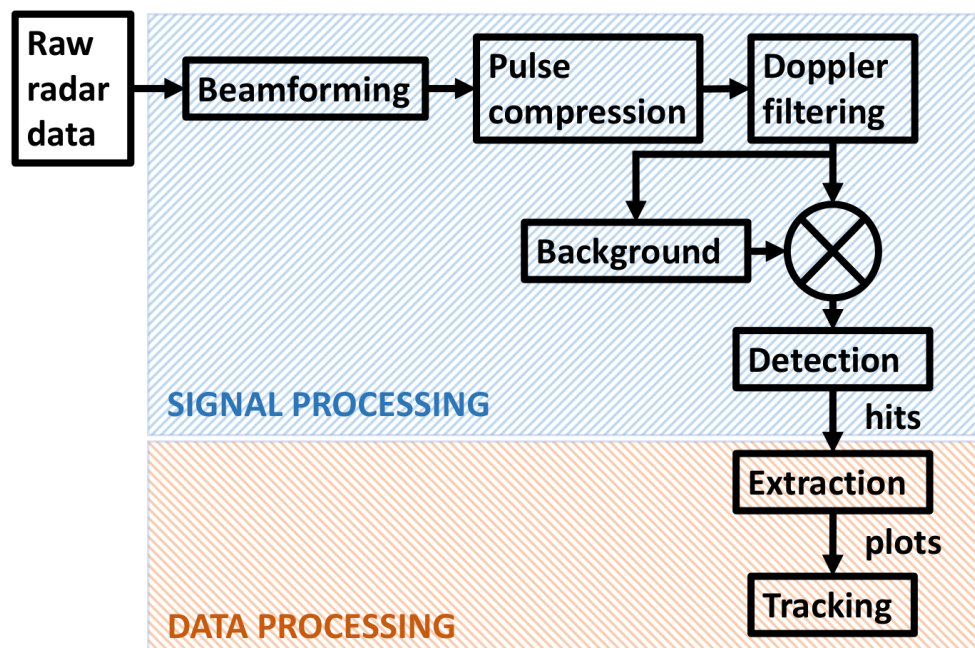 Raw
radar
data
Beamforming
Pulse
compression
Doppler
filtering
Background
Detection
SIGNAL PROCESSING
hits
Extraction
plots
Tracking
DATA PROCESSING